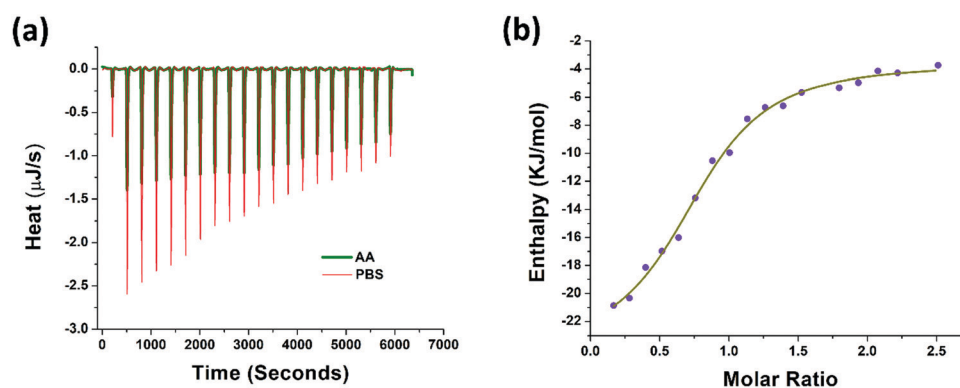 (a)
Heat (μJ/s)
0.0
-0.5
-1.0
-1.5
-2.0
-2.5
-3.0
AA
PBS
0 1000 2000 3000 4000 5000 6000 7000
Time (Seconds)
(b)
Enthalpy (KJ/mol)
-2
-4
-6
-8
-10
-12
-14
-16
-18
-20
-22
0.0 0.5 1.0 1.5 2.0 2.5
Molar Ratio